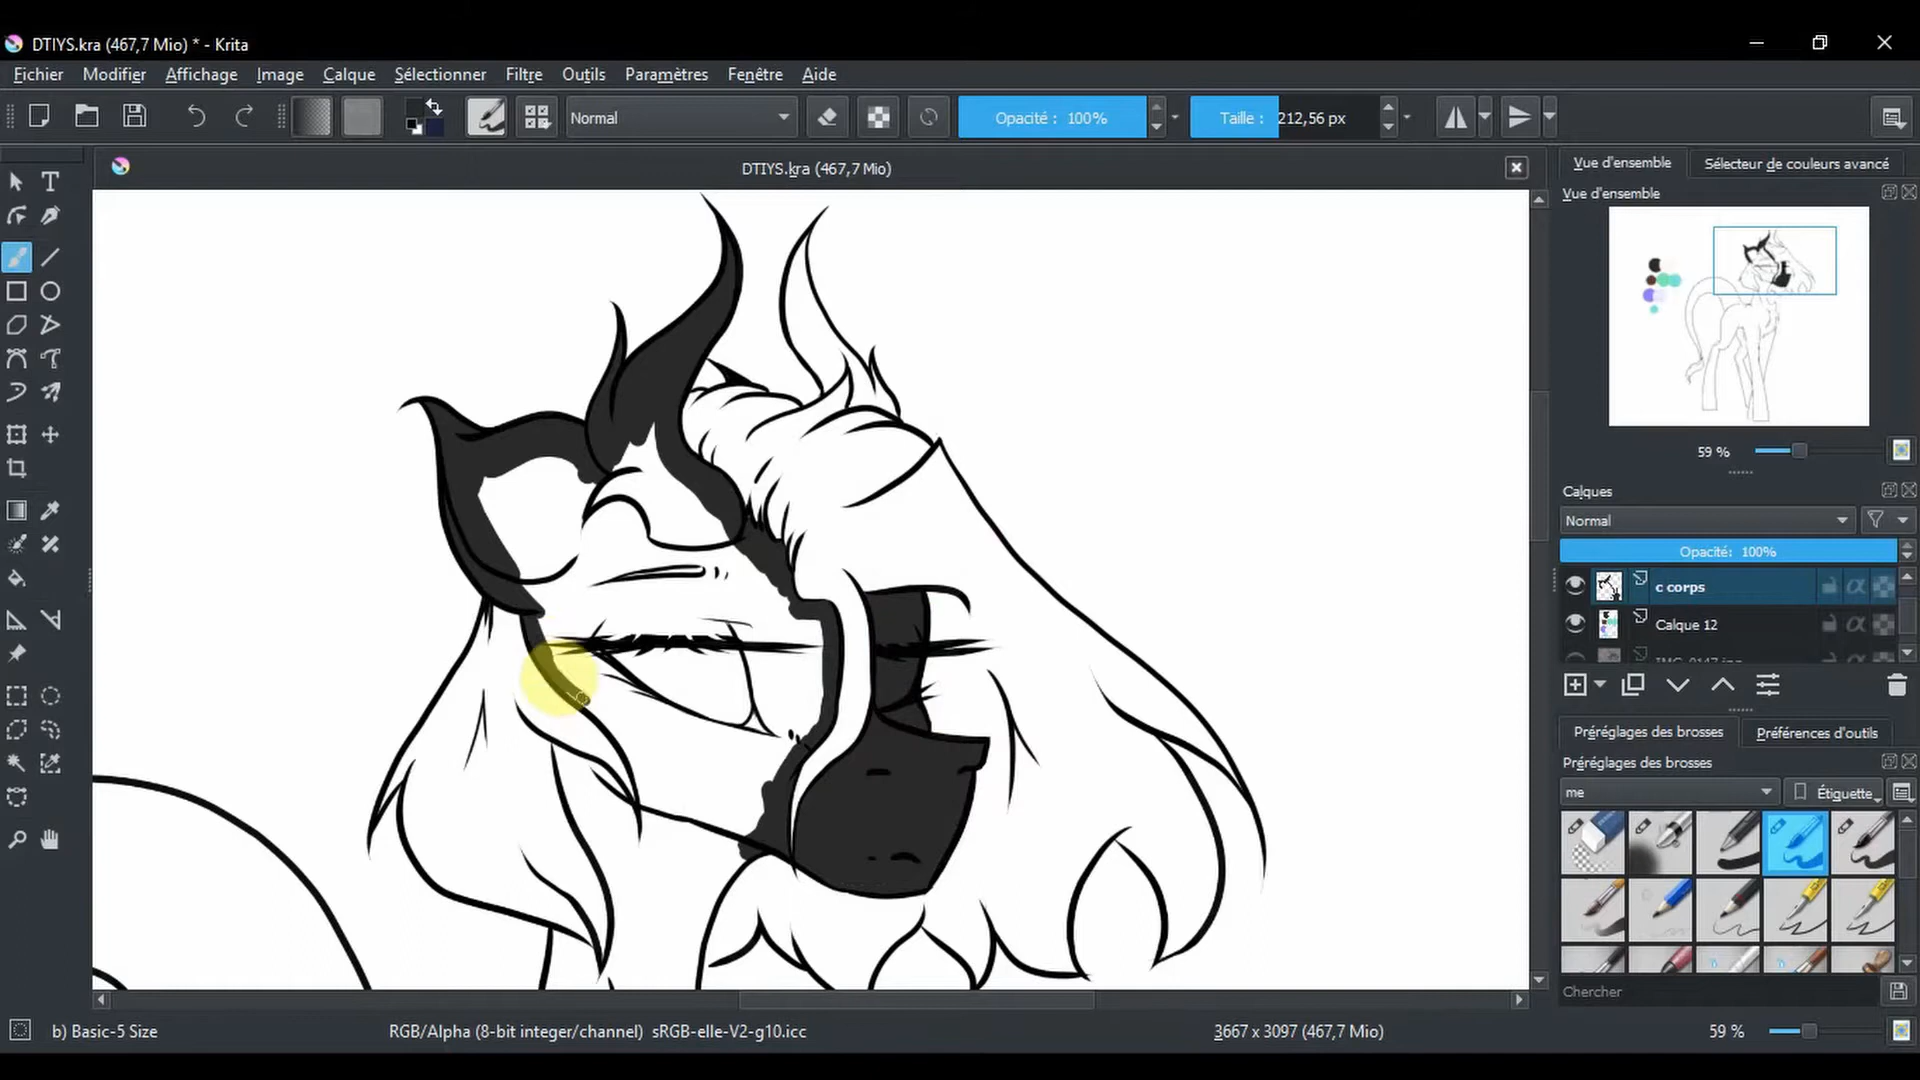 DTIYS.kra (467,7 Mio) * - Krita
Fichier Modifier Affichage Image Calque Sélectionner Filtre Outils Paramètres Fenêtre Aide
Normal
Opacité : 100%
Taille : 212,56 px
DTIYS.kra (467,7 Mio)
Vue d'ensemble
Sélecteur de couleurs avancé
Vue d'ensemble
59 %
Calques
Normal
Opacité: 100%
c corps
Calque 12
IMG_0147.jpg
Préréglages des brosses
Préférences d'outils
Préréglages des brosses
me
Étiquette
Chercher
b) Basic-5 Size
RGB/Alpha (8-bit integer/channel) sRGB-elle-V2-g10.icc
3667 x 3097 (467,7 Mio)
59 %